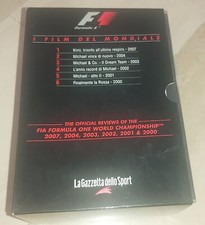 F1
Formula 1
I FILM DEL MONDIALE
1 Kimi, trionfo all'ultimo respiro - 2007
2 Michael vince di nuovo - 2004
3 Michael & Co. - Il Dream Team - 2003
4 L'anno record di Michael - 2002
5 Michael - atto II - 2001
6 Finalmente la Rossa - 2000
THE OFFICIAL REVIEWS OF THE
FIA FORMULA ONE WORLD CHAMPIONSHIP™
2007, 2004, 2003, 2002, 2001 & 2000
La Gazzetta dello Sport